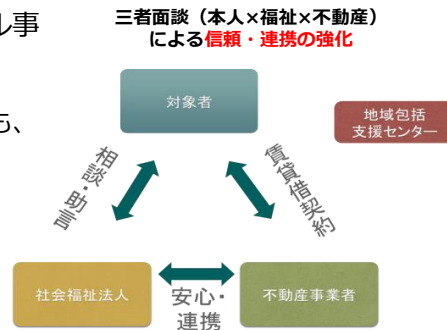 ル事
も、
三者面談（本人×福祉×不動産）
による信頼・連携の強化
対象者
地域包括
支援センター
相談・助言
賃貸借契約
社会福祉法人
安心・
連携
不動産事業者